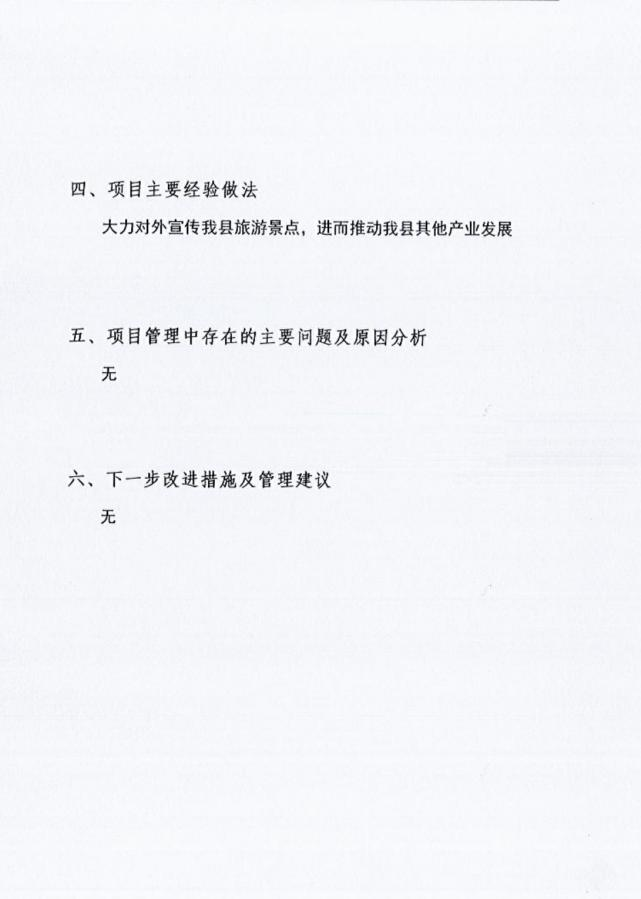 四、项目主要经验做法
大力对外宣传我县旅游景点，进而推动我县其他产业发展
五、项目管理中存在的主要问题及原因分析
无
六、下一步改进措施及管理建议
无